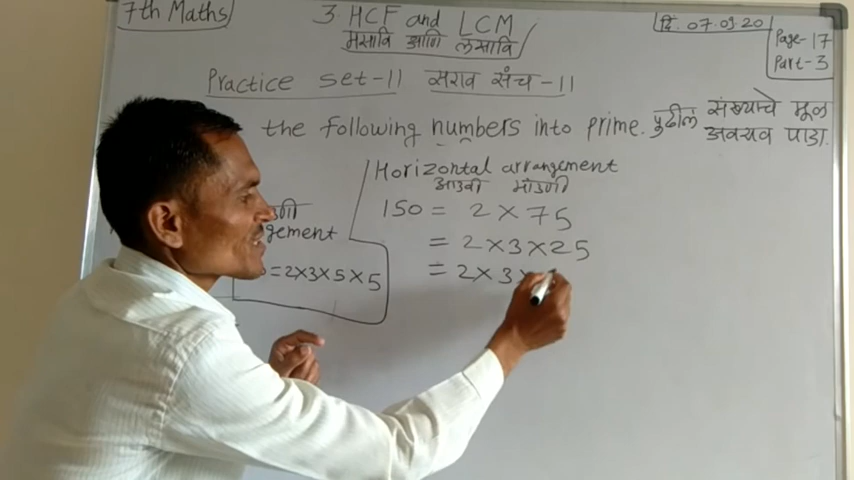 7th Maths
3. HCF and LCM
मसावि आणि लसावि
दि. 07.09.20
Page-17
Part-3
Practice set-11 सराव संच-11
the following numbers into prime. पुढील संख्यांचे मूळ
अवयव पाडा.
Horizontal arrangement
आडवी मांडणी
150 = 2 × 75
= 2 × 3 × 25
= 2 × 3 ×
= 2×3×5×5